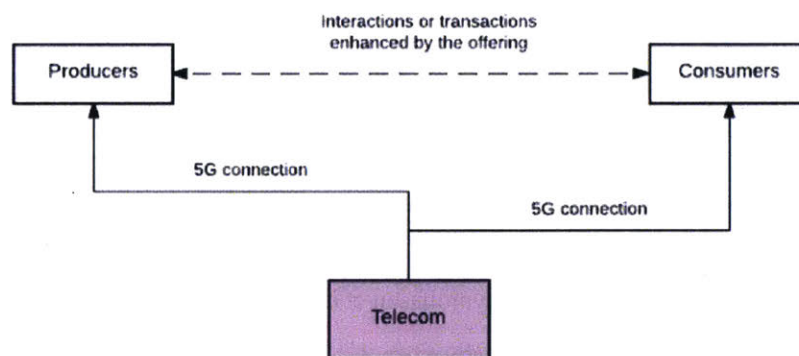 Interactions or transactions
enhanced by the offering
Producers
Consumers
5G connection
5G connection
Telecom